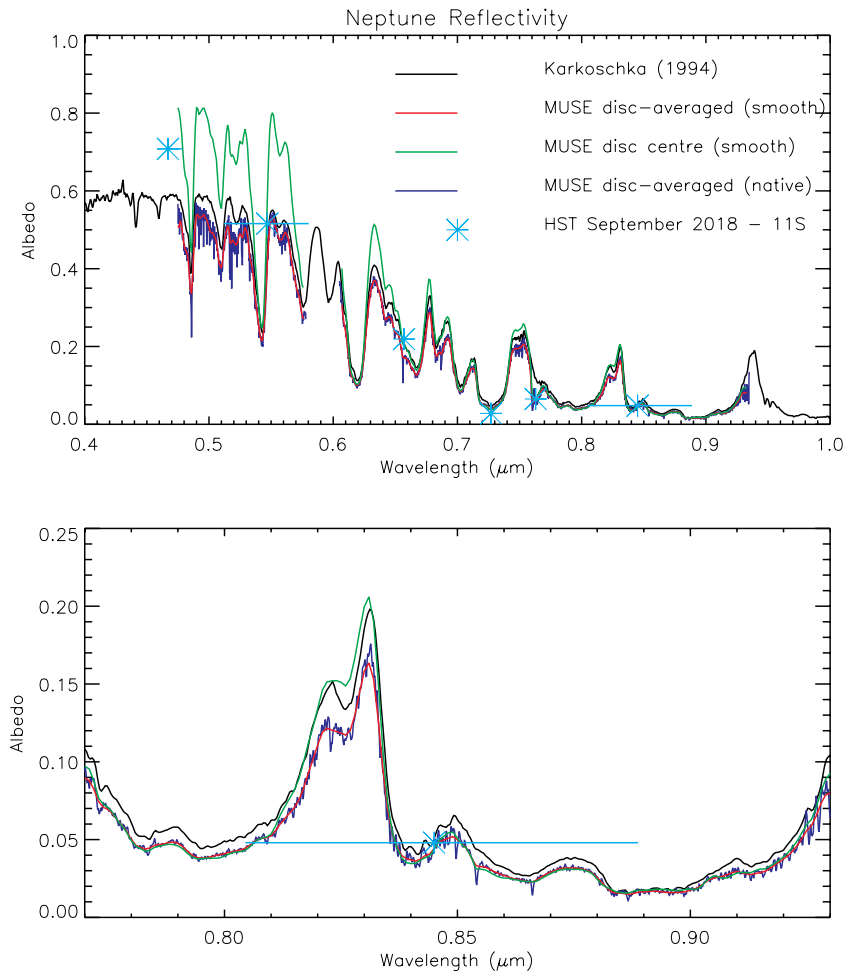 Neptune Reflectivity
1.0
0.8
0.6
0.4
0.2
0.0
Albedo
Karkoschka (1994)
MUSE disc-averaged (smooth)
MUSE disc centre (smooth)
MUSE disc-averaged (native)
HST September 2018 - 11S
0.4 0.5 0.6 0.7 0.8 0.9 1.0
Wavelength (μm)
0.25
0.20
0.15
0.10
0.05
0.00
Albedo
0.80 0.85 0.90
Wavelength (μm)